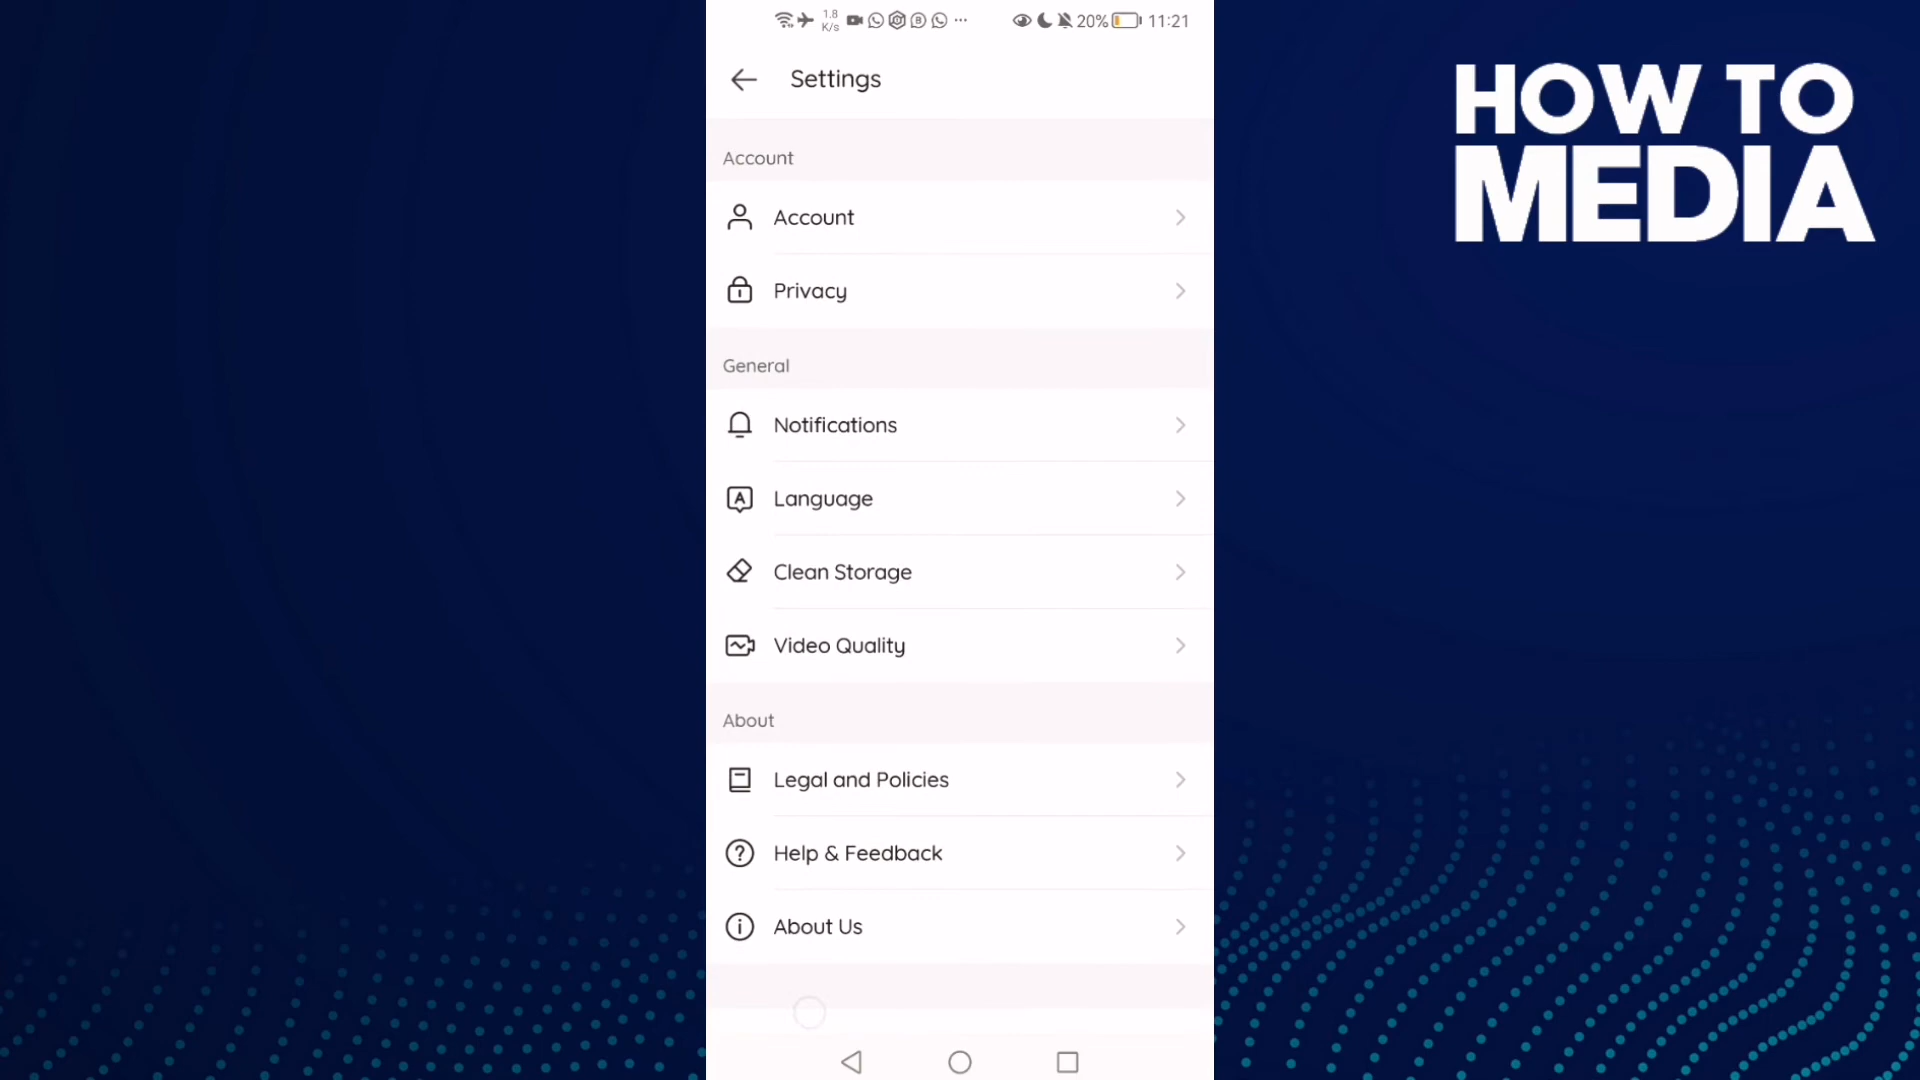 1.8
K/s
20%
11:21
Settings
Account
Account
Privacy
General
Notifications
Language
Clean Storage
Video Quality
About
Legal and Policies
Help & Feedback
About Us
HOW TO
MEDIA